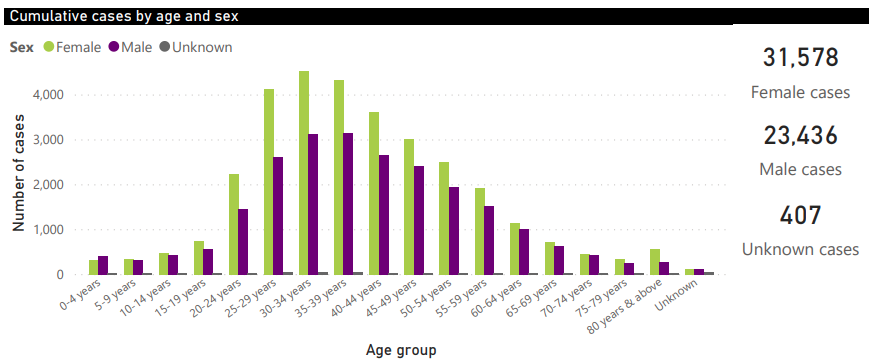 Cumulative cases by age and sex
Sex Female Male Unknown
31,578
Female cases
23,436
Male cases
407
Unknown cases
Number of cases
4,000
3,000
2,000
1,000
0
0-4 years
5-9 years
10-14 years
15-19 years
20-24 years
25-29 years
30-34 years
35-39 years
40-44 years
45-49 years
50-54 years
55-59 years
60-64 years
65-69 years
70-74 years
75-79 years
80 years & above
Unknown
Age group